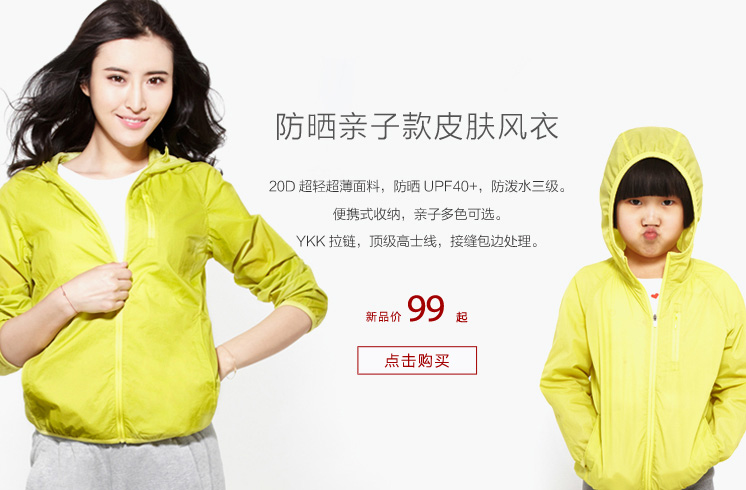 防晒亲子款皮肤风衣
20D 超轻超薄面料，防晒 UPF40+，防泼水三级。
便携式收纳，亲子多色可选。
YKK 拉链，顶级高士线，接缝包边处理。
新品价 99 起
点击购买